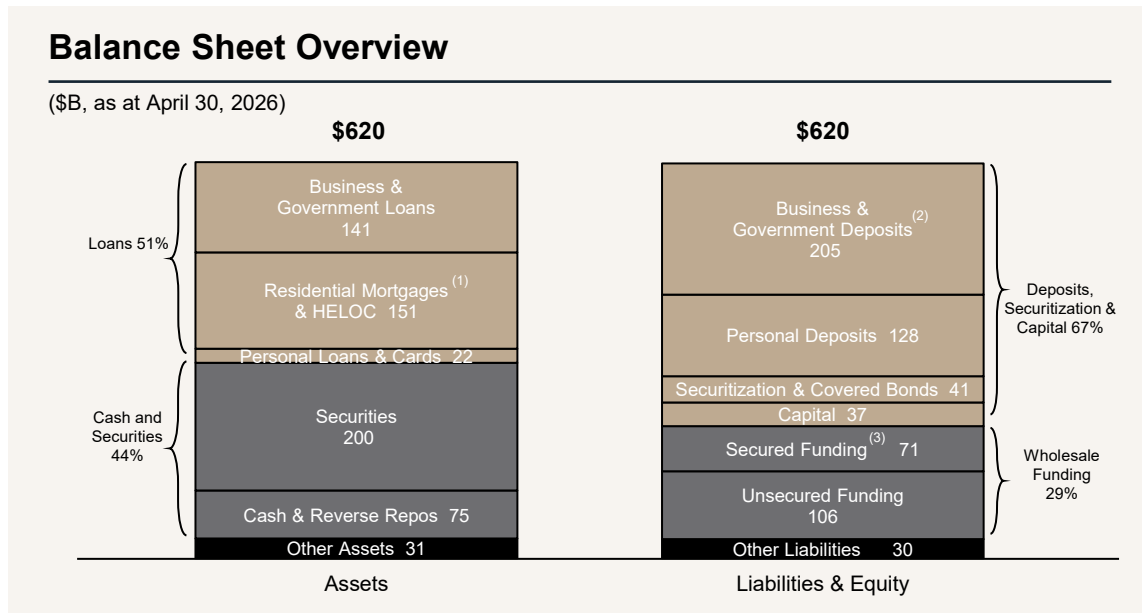 Balance Sheet Overview
($B, as at April 30, 2026)
$620
Loans 51%
Cash and
Securities
44%
Business &
Government Loans
141
Residential Mortgages (1)
& HELOC 151
Personal Loans & Cards 22
Securities
200
Cash & Reverse Repos 75
Other Assets 31
Assets
$620
Business &
Government Deposits (2)
205
Personal Deposits 128
Securitization & Covered Bonds 41
Capital 37
Secured Funding (3) 71
Unsecured Funding
106
Other Liabilities 30
Liabilities & Equity
Deposits,
Securitization &
Capital 67%
Wholesale
Funding
29%